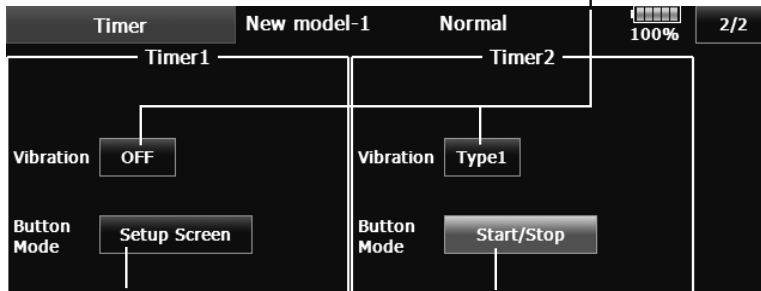 Timer New model-1 Normal 100% 2/2
Timer1 Timer2
Vibration OFF Vibration Type1
Button Mode Setup Screen Button Mode Start/Stop